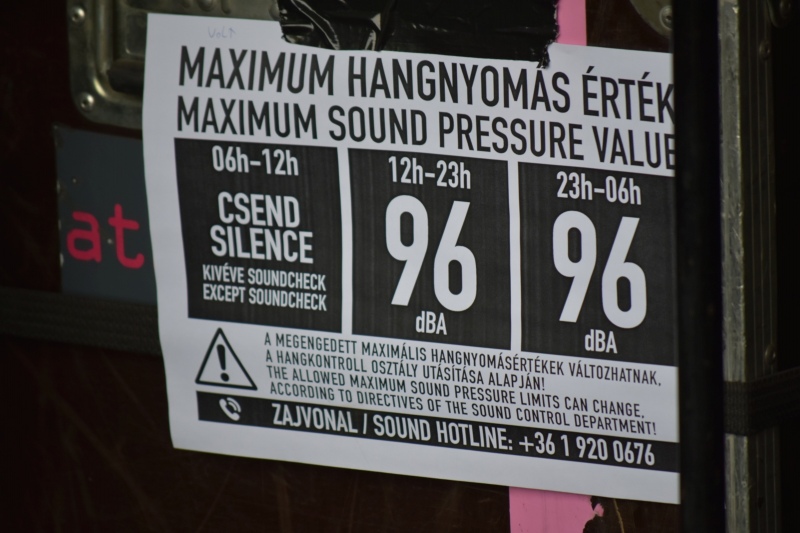 Vol↑
MAXIMUM HANGNYOMÁS ÉRTÉK
MAXIMUM SOUND PRESSURE VALUE
06h–12h
CSEND
SILENCE
KIVÉVE SOUNDCHECK
EXCEPT SOUNDCHECK
12h–23h
96
dBA
23h–06h
96
dBA
A MEGENGEDETT MAXIMÁLIS HANGNYOMÁSÉRTÉKEK VÁLTOZHATNAK,
A HANGKONTROLL OSZTÁLY UTÁSÍTÁSA ALAPJÁN!
THE ALLOWED MAXIMUM SOUND PRESSURE LIMITS CAN CHANGE,
ACCORDING TO DIRECTIVES OF THE SOUND CONTROL DEPARTMENT!
ZAJVONAL / SOUND HOTLINE: +36 1 920 0676
at